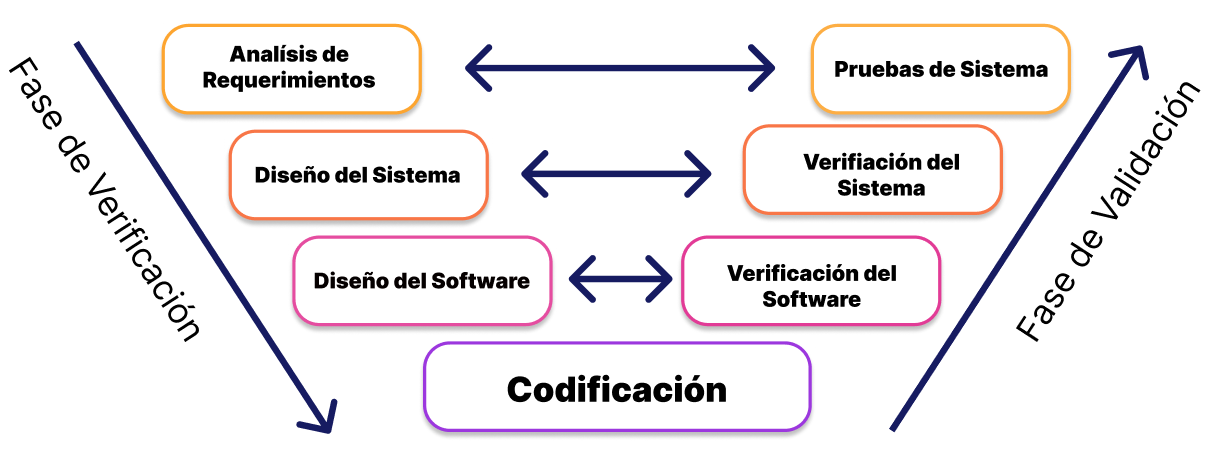 Analísis de
Requerimientos
Pruebas de Sistema
Diseño del Sistema
Verifiación del
Sistema
Diseño del Software
Verificación del
Software
Codificación
Fase de Verificación
Fase de Validación